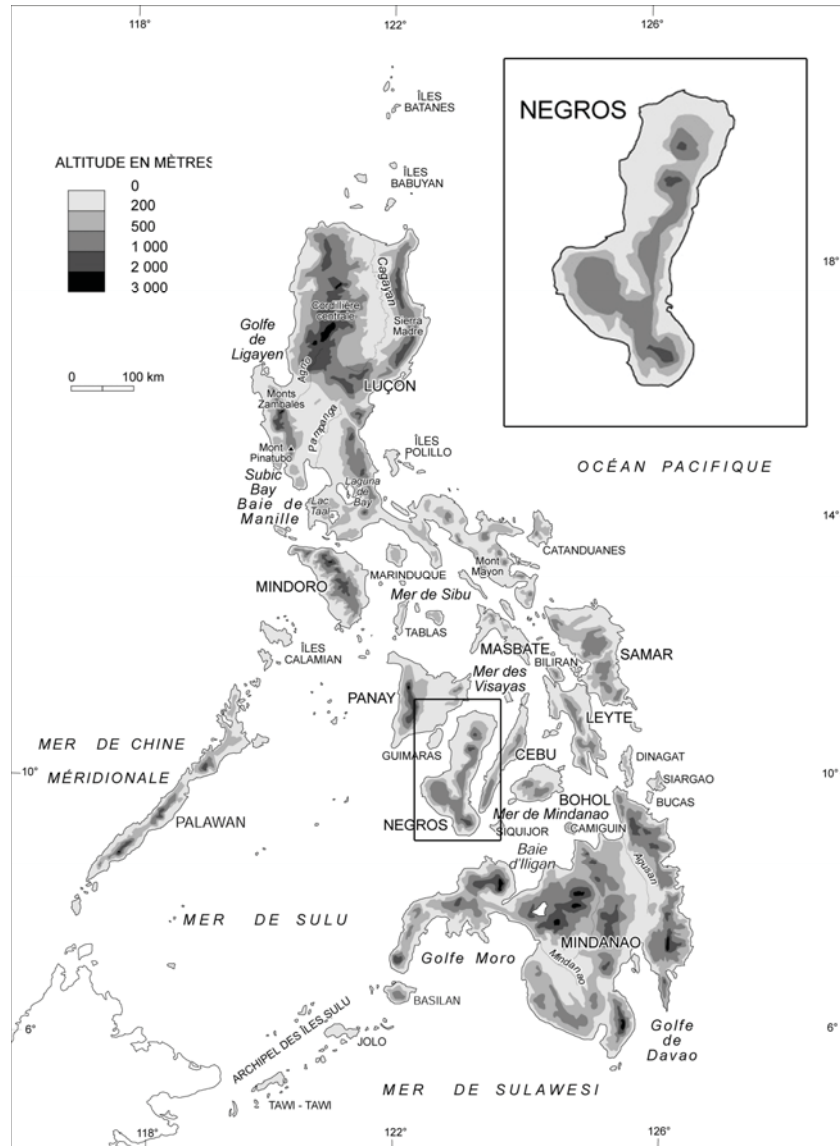 118°
122°
126°
ÎLES
BATANES
NEGROS
ALTITUDE EN MÈTRES
0
200
500
1 000
2 000
3 000
ÎLES
BABUYAN
18°
Cagayan
Cordillière
centrale
Sierra
Madre
Golfe
de
Ligayen
0 100 km
Agno
LUÇON
Monts
Zambales
Pampanga
Mont
Pinatubo
ÎLES
POLILLO
OCÉAN PACIFIQUE
Subic
Bay
Baie de
Manille
Laguna
de Bay
Lac
Taal
14°
CATANDUANES
Mont
Mayon
MARINDUQUE
MINDORO
Mer de Sibu
TABLAS
MASBATE
BILIRAN
SAMAR
ÎLES
CALAMIAN
PANAY
Mer des
Visayas
LEYTE
MER DE CHINE
MÉRIDIONALE
GUIMARAS
CEBU
DINAGAT
10°
10°
SIARGAO
BUCAS
BOHOL
PALAWAN
NEGROS
Mer de Mindanao
SIQUIJOR
CAMIGUIN
Baie
d'Iligan
Agusan
MER DE SULU
MINDANAO
Golfe Moro
Mindanao
BASILAN
6°
6°
ARCHIPEL DES ÎLES SULU
JOLO
Golfe
de
Davao
MER DE SULAWESI
TAWI - TAWI
118°
122°
126°